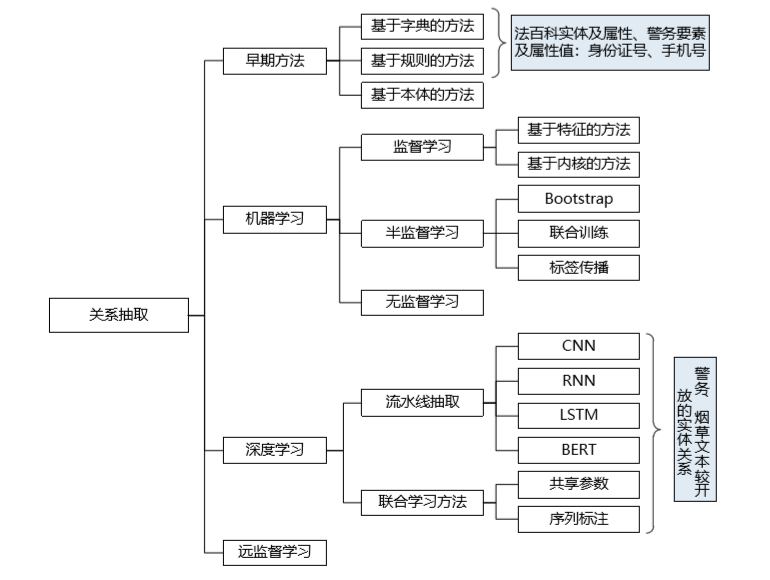 关系抽取
早期方法
基于字典的方法
基于规则的方法
基于本体的方法
法百科实体及属性、警务要素
及属性值：身份证号、手机号
机器学习
监督学习
基于特征的方法
基于内核的方法
半监督学习
Bootstrap
联合训练
标签传播
无监督学习
深度学习
流水线抽取
CNN
RNN
LSTM
BERT
联合学习方法
共享参数
序列标注
警务、烟草文本较开
放的实体关系
远监督学习